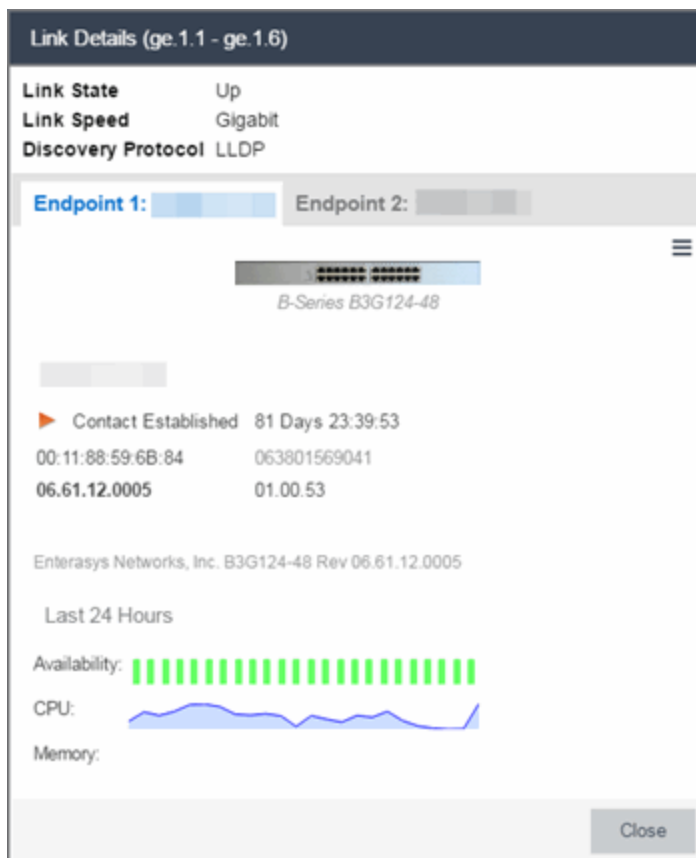 Link Details (ge.1.1 - ge.1.6)
Link State Up
Link Speed Gigabit
Discovery Protocol LLDP
Endpoint 1: Endpoint 2:
B-Series B3G124-48
Contact Established 81 Days 23:39:53
00:11:88:59:6B:84 063801569041
06.61.12.0005 01.00.53
Enterasys Networks, Inc. B3G124-48 Rev 06.61.12.0005
Last 24 Hours
Availability:
CPU:
Memory:
Close